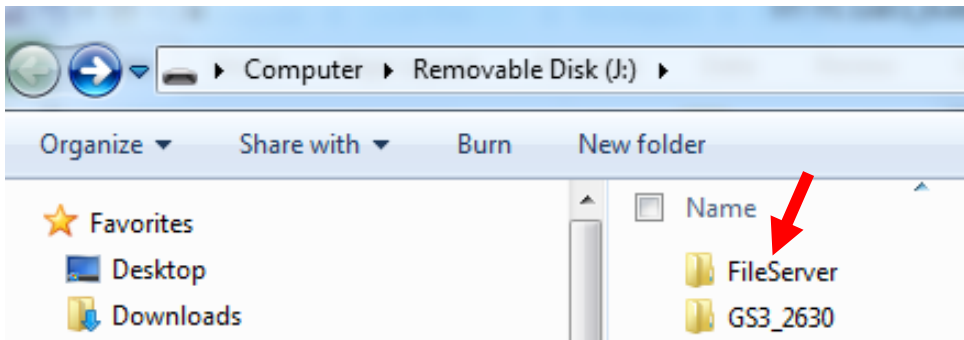 Computer Removable Disk (J:)
Organize Share with Burn New folder
Favorites
Desktop
Downloads
Name
FileServer
GS3_2630